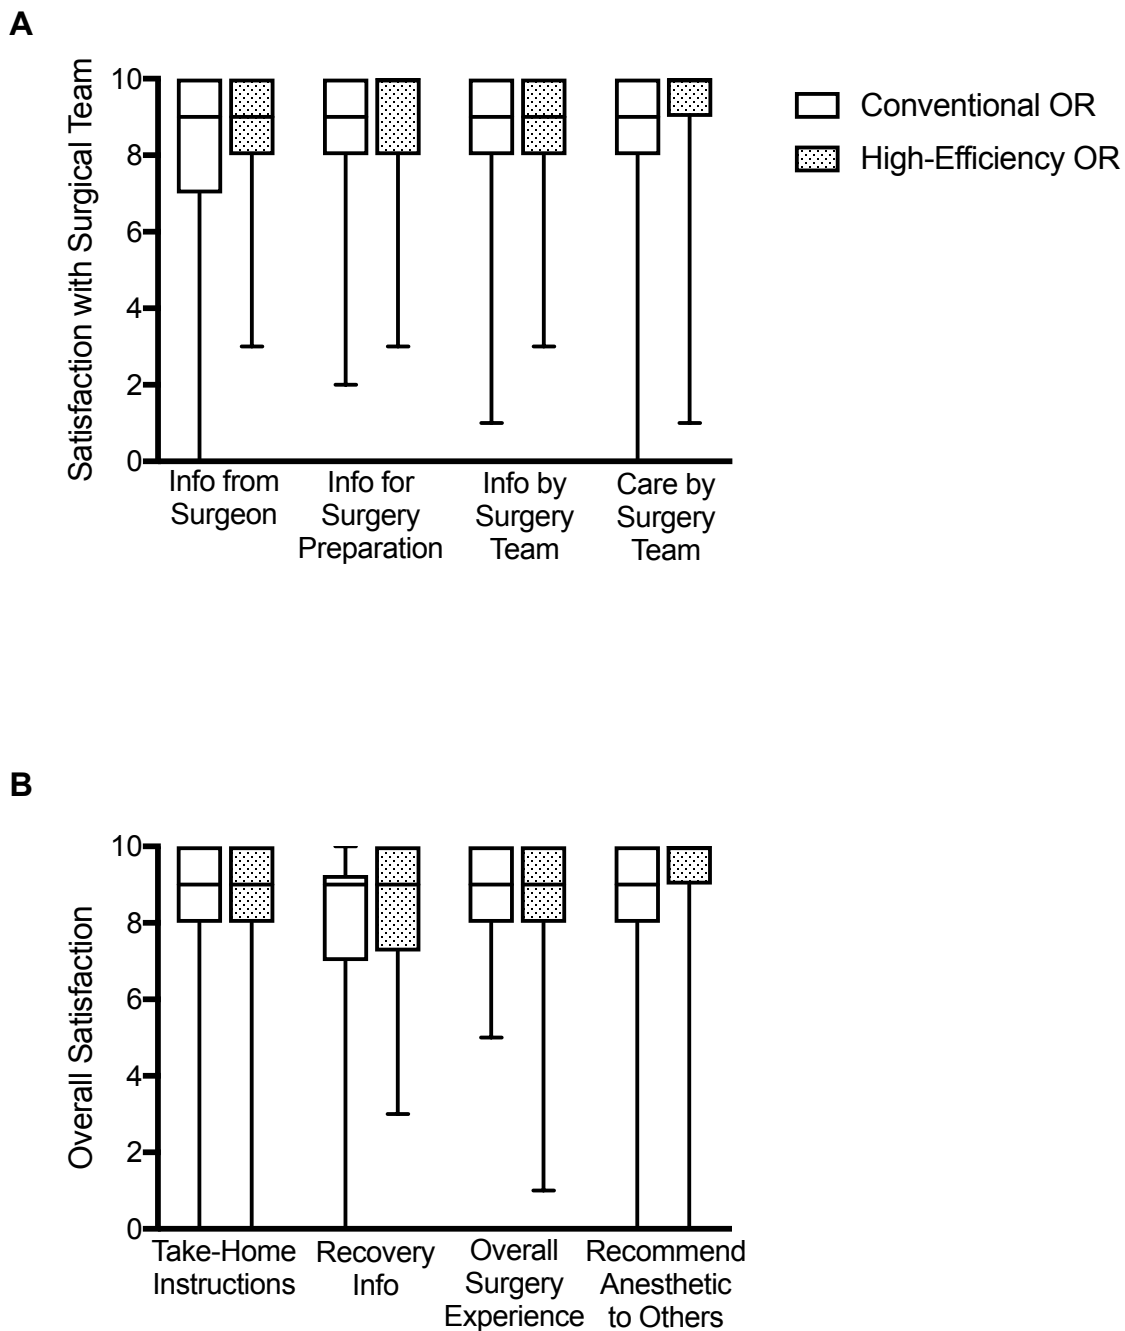 A
Satisfaction with Surgical Team
10
8
6
4
2
0
Info from
Surgeon
Info for
Surgery
Preparation
Info by
Surgery
Team
Care by
Surgery
Team
Conventional OR
High-Efficiency OR
B
Overall Satisfaction
10
8
6
4
2
0
Take-Home
Instructions
Recovery
Info
Overall
Surgery
Experience
Recommend
Anesthetic
to Others